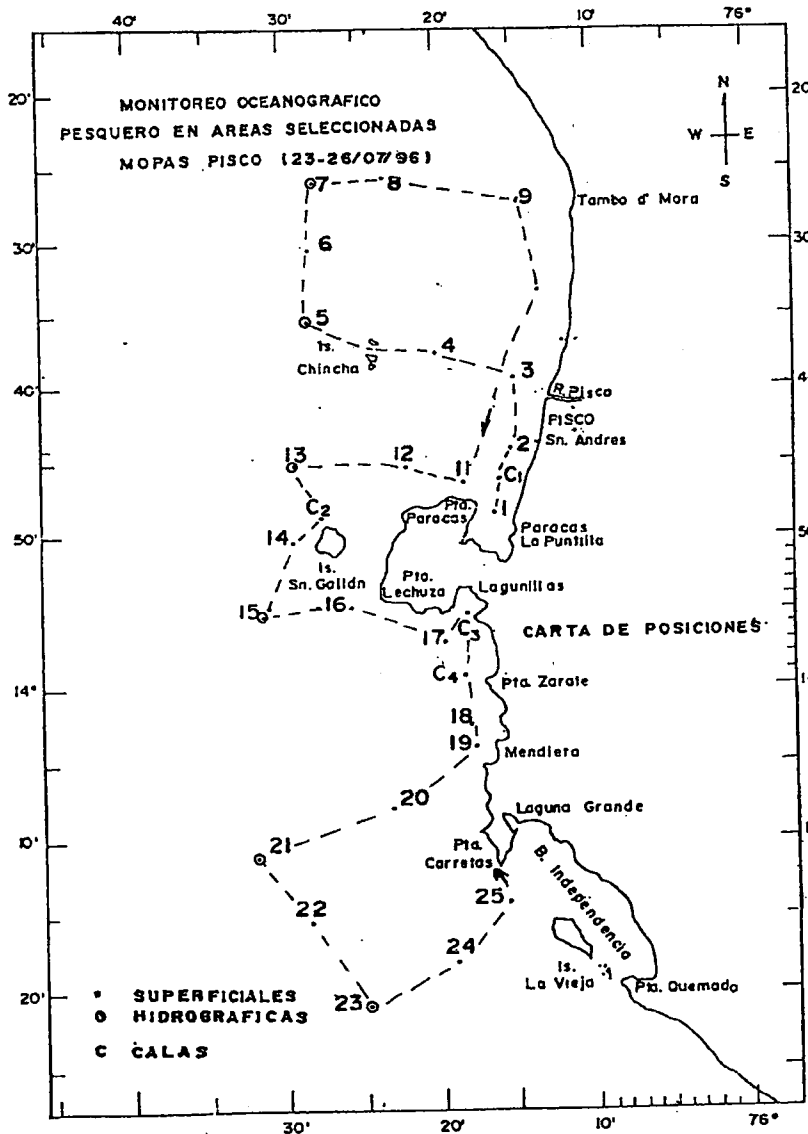 40'
30'
20'
10'
76°
20'
20
MONITOREO OCEANOGRAFICO
PESQUERO EN AREAS SELECCIONADAS
MOPAS PISCO (23-26/07/96)
N
W E
S
7
8
9
Tambo d' Mora
6
30'
30
5
4
3
Is.
Chincha
R. Pisco
40'
PISCO
Sn. Andres
2
13
12
11
C1
1
C2
Pta.
Paracas
Paracas
La Puntilla
14
50'
50
Is.
Sn. Gallán
Pta.
Lechuza
Lagunillas
15
16
17
C3
CARTA DE POSICIONES
C4
14°
Pta. Zarate
18
19
Mendieta
20
Laguna Grande
10'
21
Pta.
Carretas
B. Independencia
25
22
24
Is.
La Vieja
Pta. Quemado
20'
23
SUPERFICIALES
HIDROGRAFICAS
C CALAS
30'
20'
10'
76°